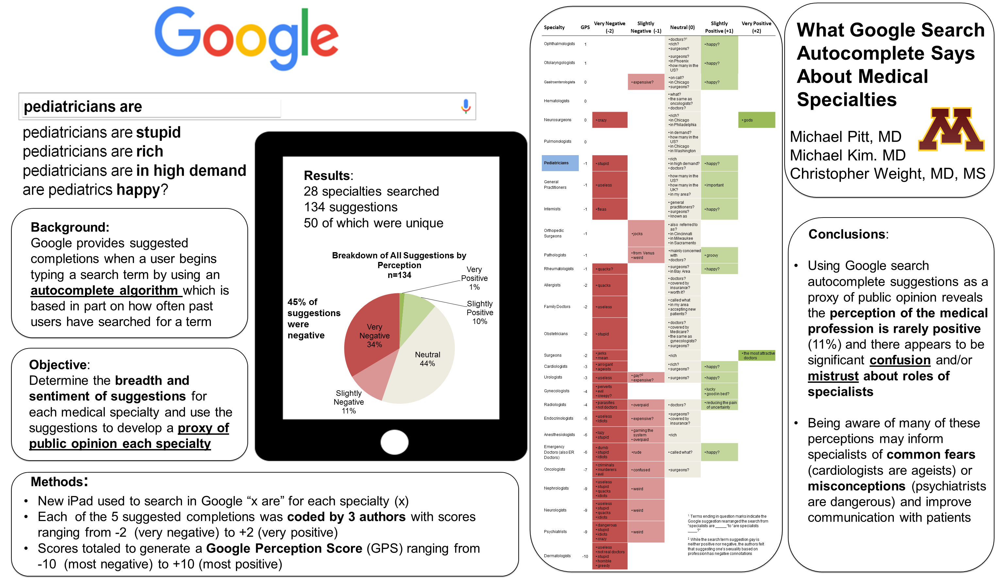 Google
pediatricians are
pediatricians are stupid
pediatricians are rich
pediatricians are in high demand
are pediatrics happy?
Background:
Google provides suggested
completions when a user begins
typing a search term by using an
autocomplete algorithm which is
based in part on how often past
users have searched for a term
Objective:
Determine the breadth and
sentiment of suggestions for
each medical specialty and use the
suggestions to develop a proxy of
public opinion each specialty
Methods:
• New iPad used to search in Google “x are” for each specialty (x)
• Each of the 5 suggested completions was coded by 3 authors with scores
ranging from -2 (very negative) to +2 (very positive)
• Scores totaled to generate a Google Perception Score (GPS) ranging from
-10 (most negative) to +10 (most positive)
Results:
28 specialties searched
134 suggestions
50 of which were unique
Breakdown of All Suggestions by
Perception
n=134
Very
Positive
1%
Slightly
Positive
10%
45% of
suggestions
were
negative
Very
Negative
34%
Neutral
44%
Slightly
Negative
11%
Specialty GPS Very Negative (-2) Slightly Negative (-1) Neutral (0) Slightly Positive (+1) Very Positive (+2)
Ophthalmologists 1
• doctors?1
• rich?
• surgeons?
• happy?
Otolaryngologists 1
• surgeons?
• in Phoenix
• how many in the
US?
• happy?
Gastroenterologists 0
• expensive?
• on call?
• in Chicago
• surgeons?
• happy?
Hematologists 0
• what?
• the same as
oncologists?
• doctors?
Neurosurgeons 0
• crazy
• rich?
• in Chicago
• in Philadelphia
• gods
Pulmonologists 0
• in demand?
• how many in the
US?
• in Chicago
• in Washington
Pediatricians -1
• stupid
• rich
• in high demand?
• doctors?
• happy?
General
Practitioners -1
• useless
• how many in the
US?
• how many in the
UK?
• in my area?
• important
Internists -1
• fleas
• general
practitioners?
• surgeons?
• known as
• happy?
Orthopedic
Surgeons -1
• jocks
• also referred to
as?
• in Cincinnati
• in Milwaukee
• in Sacramento
Pathologists -1
• from Venus
• weird
• mainly concerned
with
• doctors?
• groovy
Rheumatologists -1
• quacks?
• surgeons?
• in Bay Area
• happy?
Allergists -2
• quacks
• doctors?
• covered by
insurance?
• worth it?
Family Doctors -2
• useless
• called what
• in my area
• accepting new
patients?
Obstetricians -2
• stupid
• doctors?
• covered by
Medicare?
• the same as
gynecologists?
• surgeons?
Surgeons -2
• jerks
• mean
• rich
• the most attractive
doctors
Cardiologists -3
• arrogant
• ageists
• rich?
• surgeons?
• happy?
Urologists -3
• useless
• gay?2
• expensive?
• surgeons?
• happy?
Gynecologists -4
• perverts
• evil
• creepy?
• lucky
• good in bed?
Radiologists -4
• parasites
• not doctors
• overpaid
• doctors?
• reducing the pain
of uncertainty
Endocrinologists -5
• useless
• Idiots
• expensive?
• surgeons?
• covered by
insurance?
Anesthesiologists -6
• lazy
• stupid
• gaming the
system
• overpaid
• rich
Emergency
Doctors (also ER
Doctors) -6
• dumb
• stupid
• idiots
• rude
• called what?
• happy?
Oncologists -7
• criminals
• murderers
• evil
• confused
• surgeons?
Nephrologists -9
• useless
• stupid
• quacks
• idiots
• weird
Neurologists -9
• useless
• stupid
• quacks
• idiots
• weird
Psychiatrists -9
• dangerous
• stupid
• idiots
• crazy
• weird
Dermatologists -10
• useless
• not real doctors
• stupid
• horrible
• greedy
1 Terms ending in question marks indicate the
Google suggestion rearranged the search from
“specialists are _____ “to “are specialists
____?”
2 While the search term suggestion gay is
neither positive nor negative, the authors felt
that suggesting one’s sexuality based on
profession has negative connotations
What Google Search
Autocomplete Says
About Medical
Specialties
M
Michael Pitt, MD
Michael Kim. MD
Christopher Weight, MD, MS
Conclusions:
• Using Google search
autocomplete suggestions as a
proxy of public opinion reveals
the perception of the medical
profession is rarely positive
(11%) and there appears to be
significant confusion and/or
mistrust about roles of
specialists
• Being aware of many of these
perceptions may inform
specialists of common fears
(cardiologists are ageists) or
misconceptions (psychiatrists
are dangerous) and improve
communication with patients